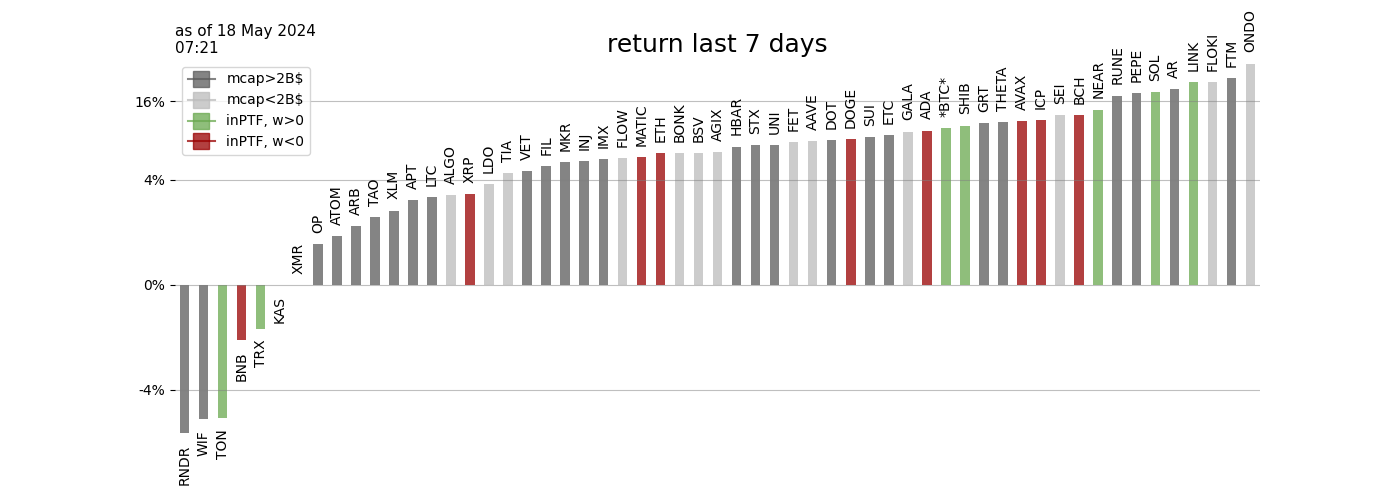 as of 18 May 2024
07:21
return last 7 days
mcap>2B$
mcap<2B$
inPTF, w>0
inPTF, w<0
16%
4%
0%
-4%
RNDR
WIF
TON
BNB
TRX
KAS
XMR
OP
ATOM
ARB
TAO
XLM
APT
LTC
ALGO
XRP
LDO
TIA
VET
FIL
MKR
INJ
IMX
FLOW
MATIC
ETH
BONK
BSV
AGIX
HBAR
STX
UNI
FET
AAVE
DOT
DOGE
SUI
ETC
GALA
ADA
*BTC*
SHIB
GRT
THETA
AVAX
ICP
SEI
BCH
NEAR
RUNE
PEPE
SOL
AR
LINK
FLOKI
FTM
ONDO